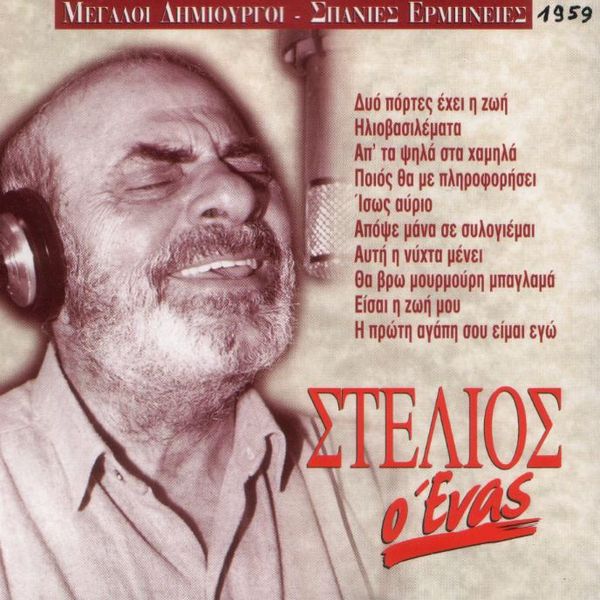 ΜΕΓΑΛΟΙ ΔΗΜΙΟΥΡΓΟΙ - ΣΠΑΝΙΕΣ ΕΡΜΗΝΕΙΕΣ 1959
Δυό πόρτες έχει η ζωή
Ηλιοβασιλέματα
Απ' τα ψηλά στα χαμηλά
Ποιός θα με πληροφορήσει
Ίσως αύριο
Απόψε μάνα σε συλογιέμαι
Αυτή η νύχτα μένει
Θα βρω μουρμούρη μπαγλαμά
Είσαι η ζωή μου
Η πρώτη αγάπη σου είμαι εγώ
ΣΤΕΛΙΟΣ
ο Ένας